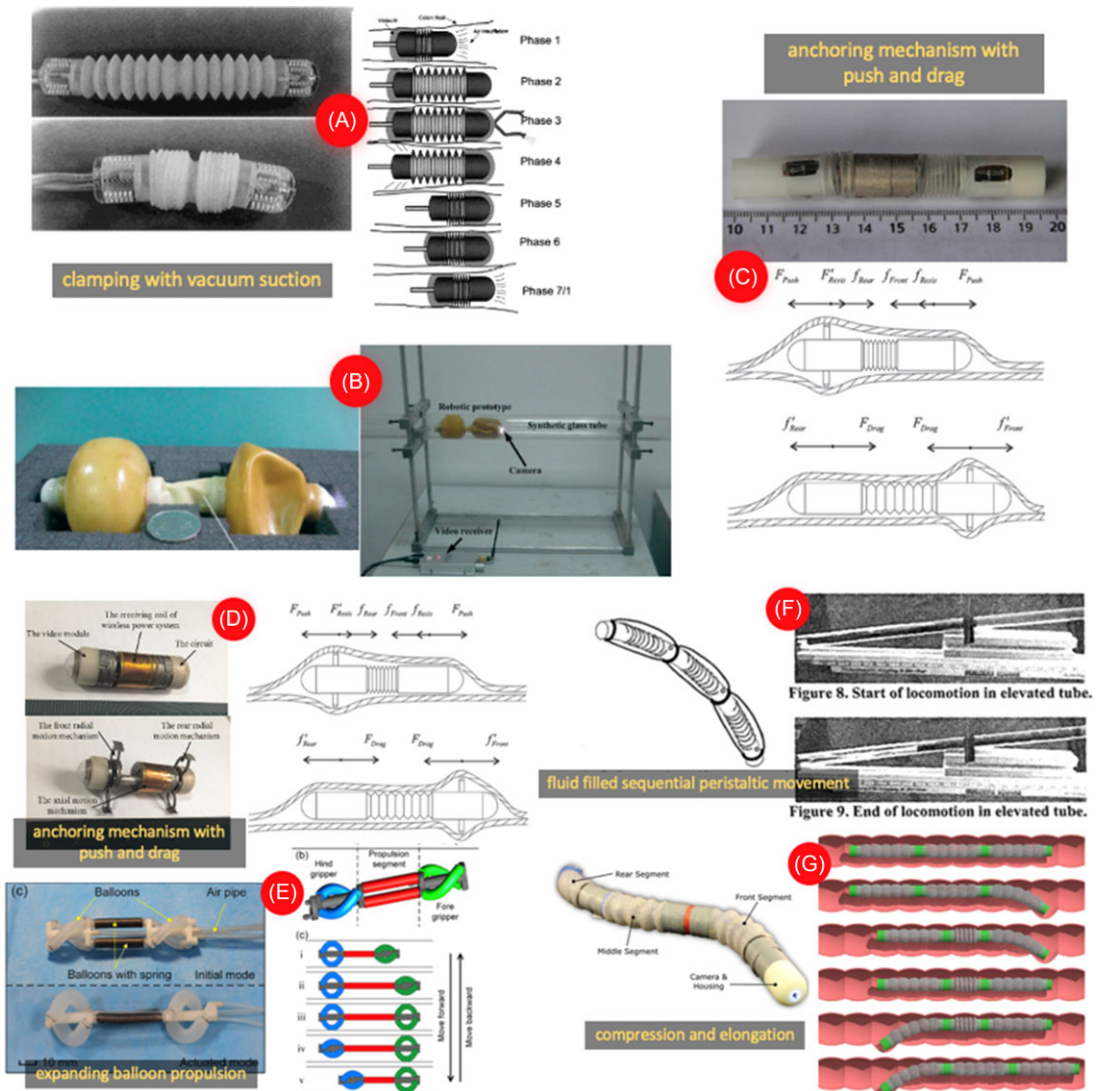 Vacuum
Colon Wall
Air insufflation
Phase 1
Phase 2
Phase 3
Phase 4
Phase 5
Phase 6
Phase 7/1
(A)
clamping with vacuum suction
anchoring mechanism with
push and drag
10 11 12 13 14 15 16 17 18 19 20
(C)
F_Push F'_Resis f_Rear f_Front f_Resis F_Push
f'_Rear F_Drag F_Drag f'_Front
(B)
Robotic prototype
Synthetic glass tube
Camera
Video receiver
(D)
The receiving coil of
wireless power system
The video module
The circuit
The front radial
motion mechanism
The rear radial
motion mechanism
The axial motion
mechanism
anchoring mechanism with
push and drag
F_Push F'_Resis f_Rear f_Front f_Resis F_Push
f'_Rear F_Drag F_Drag f'_Front
(E)
(c)
Balloons
Air pipe
Balloons with spring
Initial mode
10 mm
Actuated mode
expanding balloon propulsion
(b)
Hind
gripper
Propulsion
segment
Fore
gripper
(c)
i
ii
iii
iv
v
Move forward
Move backward
(F)
Figure 8. Start of locomotion in elevated tube.
Figure 9. End of locomotion in elevated tube.
fluid filled sequential peristaltic movement
(G)
Rear Segment
Front Segment
Middle Segment
Camera &
Housing
compression and elongation